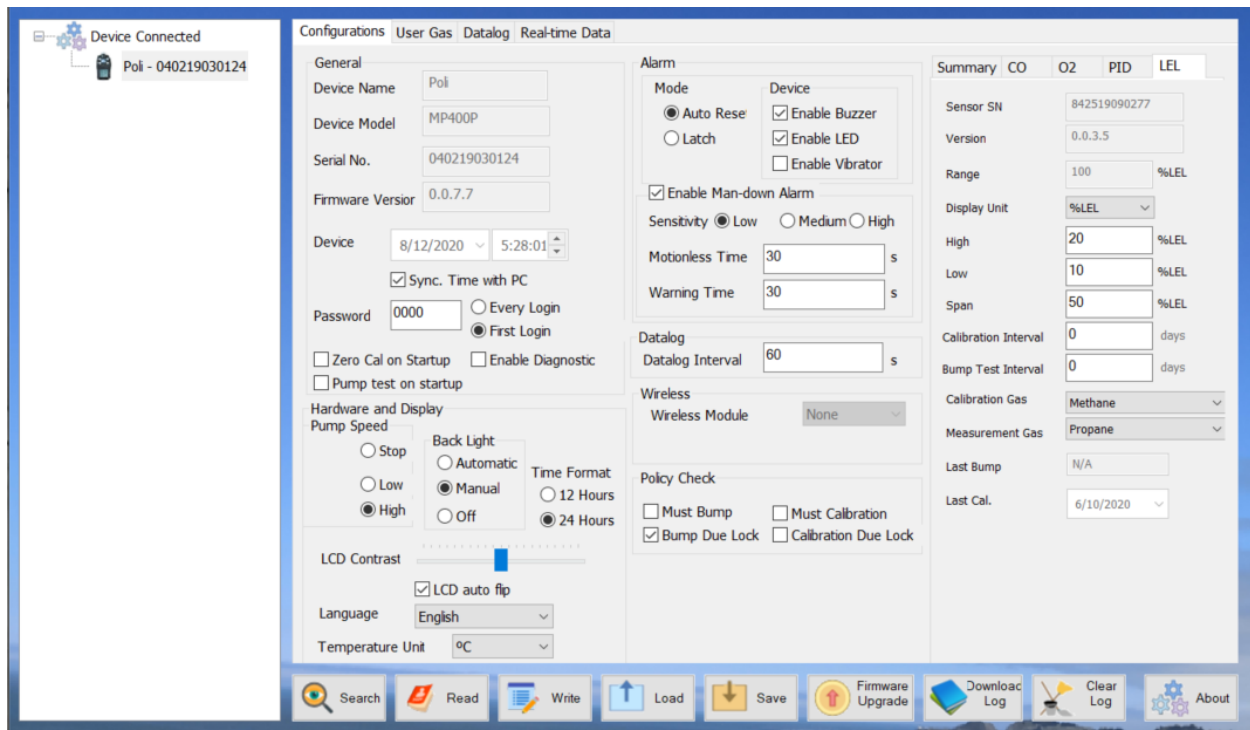 Device Connected
Poli - 040219030124
Configurations User Gas Datalog Real-time Data
General
Device Name Poli
Device Model MP400P
Serial No. 040219030124
Firmware Versior 0.0.7.7
Device 8/12/2020 5:28:01
Sync. Time with PC
Password 0000 Every Login
First Login
Zero Cal on Startup Enable Diagnostic
Pump test on startup
Hardware and Display
Pump Speed
Stop
Low
High
Back Light
Automatic
Manual
Off
Time Format
12 Hours
24 Hours
LCD Contrast
LCD auto flip
Language English
Temperature Unit ºC
Alarm
Mode
Auto Rese
Latch
Device
Enable Buzzer
Enable LED
Enable Vibrator
Enable Man-down Alarm
Sensitivity Low Medium High
Motionless Time 30 s
Warning Time 30 s
Datalog
Datalog Interval 60 s
Wireless
Wireless Module None
Policy Check
Must Bump Must Calibration
Bump Due Lock Calibration Due Lock
Summary CO O2 PID LEL
Sensor SN 842519090277
Version 0.0.3.5
Range 100 %LEL
Display Unit %LEL
High 20 %LEL
Low 10 %LEL
Span 50 %LEL
Calibration Interval 0 days
Bump Test Interval 0 days
Calibration Gas Methane
Measurement Gas Propane
Last Bump N/A
Last Cal. 6/10/2020
Search Read Write Load Save Firmware Upgrade Download Log Clear Log About